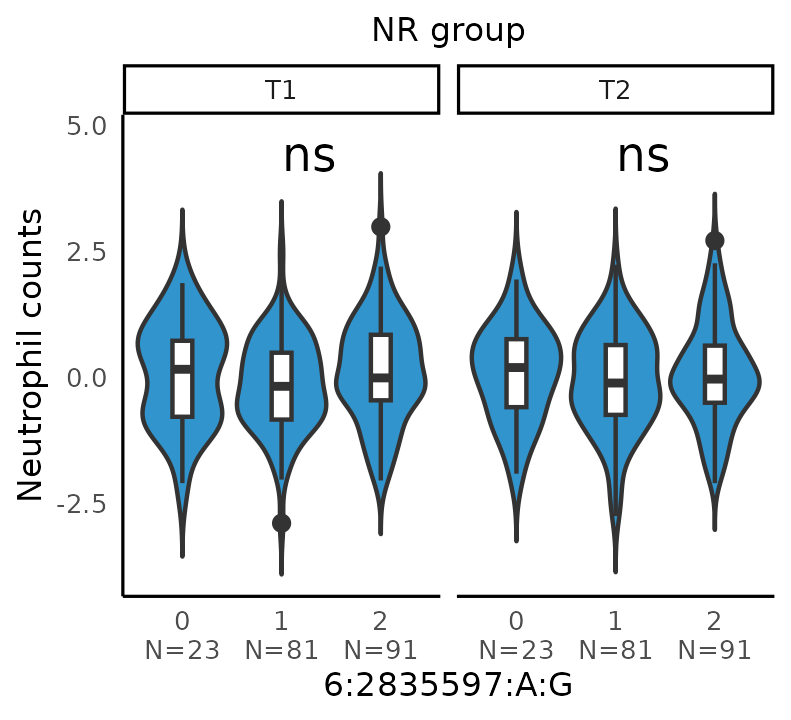 NR group
T1 T2
5.0
ns ns
2.5
0.0
-2.5
Neutrophil counts
0 1 2 0 1 2
N=23 N=81 N=91 N=23 N=81 N=91
6:2835597:A:G